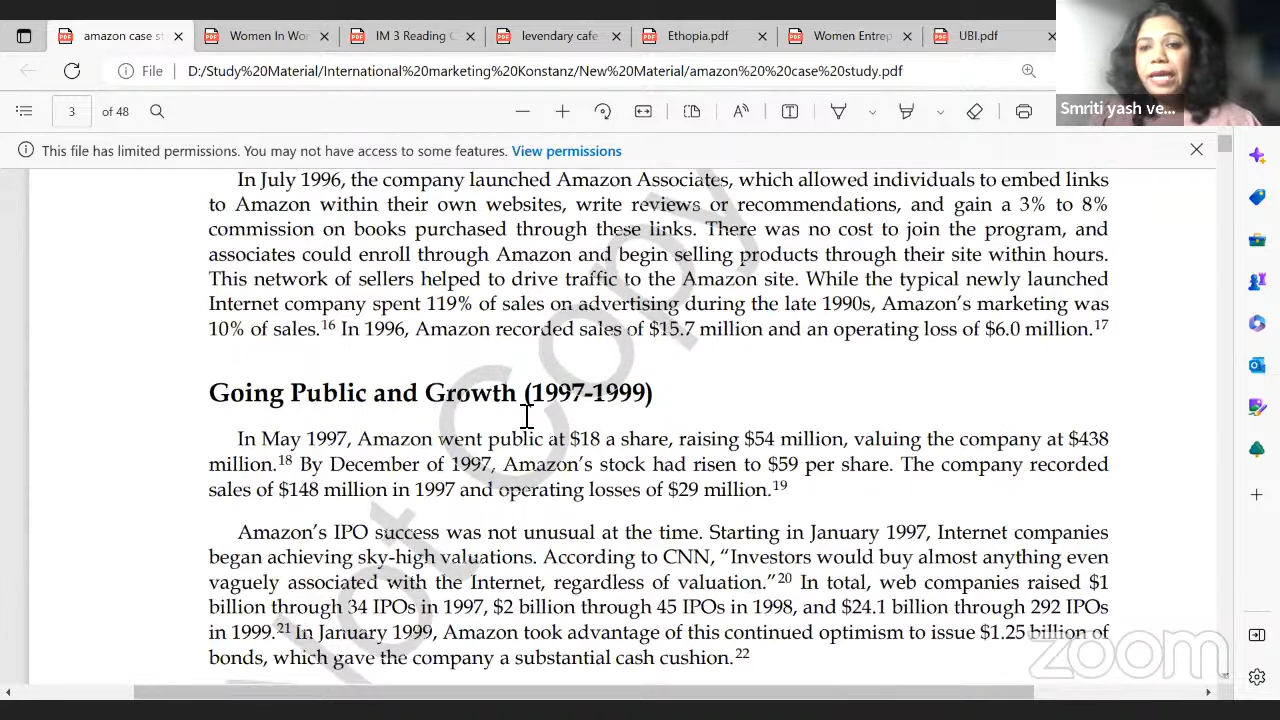 amazon case st
Women In Wo
IM 3 Reading C
levendary cafe
Ethopia.pdf
Women Entrep
UBI.pdf
File
D:/Study%20Material/International%20marketing%20Konstanz/New%20Material/amazon%20%20case%20study.pdf
Smriti yash ve...
3 of 48
This file has limited permissions. You may not have access to some features. View permissions
In July 1996, the company launched Amazon Associates, which allowed individuals to embed links
to Amazon within their own websites, write reviews or recommendations, and gain a 3% to 8%
commission on books purchased through these links. There was no cost to join the program, and
associates could enroll through Amazon and begin selling products through their site within hours.
This network of sellers helped to drive traffic to the Amazon site. While the typical newly launched
Internet company spent 119% of sales on advertising during the late 1990s, Amazon's marketing was
10% of sales.16 In 1996, Amazon recorded sales of $15.7 million and an operating loss of $6.0 million.17
Going Public and Growth (1997-1999)
In May 1997, Amazon went public at $18 a share, raising $54 million, valuing the company at $438
million.18 By December of 1997, Amazon's stock had risen to $59 per share. The company recorded
sales of $148 million in 1997 and operating losses of $29 million.19
Amazon's IPO success was not unusual at the time. Starting in January 1997, Internet companies
began achieving sky-high valuations. According to CNN, "Investors would buy almost anything even
vaguely associated with the Internet, regardless of valuation."20 In total, web companies raised $1
billion through 34 IPOs in 1997, $2 billion through 45 IPOs in 1998, and $24.1 billion through 292 IPOs
in 1999.21 In January 1999, Amazon took advantage of this continued optimism to issue $1.25 billion of
bonds, which gave the company a substantial cash cushion.22
Not Copy
zoom